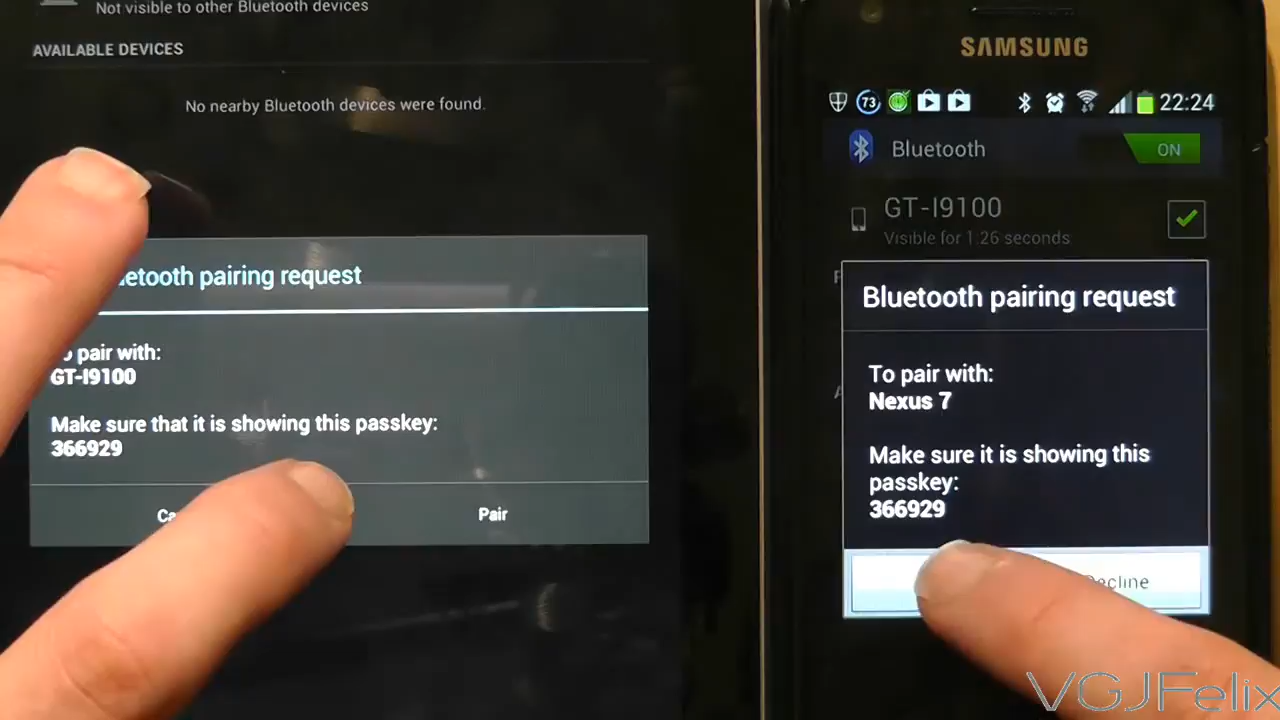 Not visible to other Bluetooth devices
AVAILABLE DEVICES
No nearby Bluetooth devices were found.
pairing request
pair with:
GT-I9100
Make sure that it is showing this passkey:
366929
Pair
SAMSUNG
73
22:24
Bluetooth
ON
GT-I9100
Visible for 1.26 seconds
Bluetooth pairing request
To pair with:
Nexus 7
Make sure it is showing this
passkey:
366929
Decline
VGJFelix